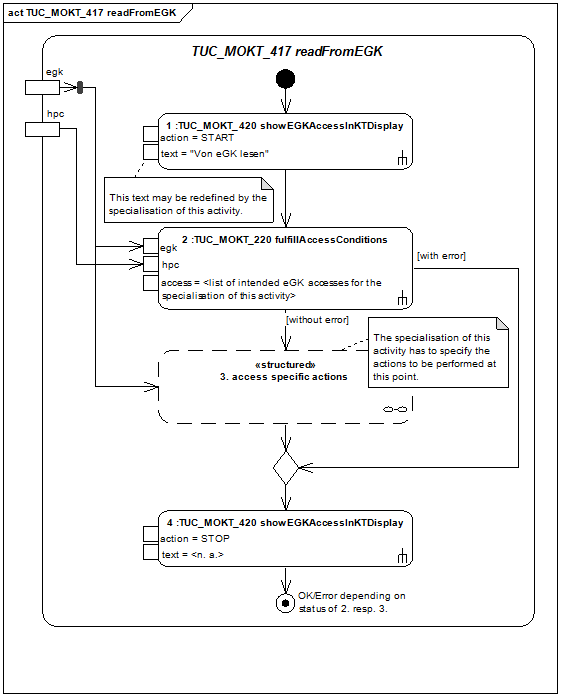 act TUC_MOKT_417 readFromEGK
TUC_MOKT_417 readFromEGK
egk
hpc
1 :TUC_MOKT_420 showEGKAccessInKTDisplay
action = START
text = "Von eGK lesen"
This text may be redefined by the
specialisation of this activity.
2 :TUC_MOKT_220 fulfillAccessConditions
egk
hpc
access = <list of intended eGK accesses for the
specialisation of this activity>
[with error]
[without error]
The specialisation of this
activity has to specify the
actions to be performed at
this point.
«structured»
3. access specific actions
4 :TUC_MOKT_420 showEGKAccessInKTDisplay
action = STOP
text = <n. a.>
OK/Error depending on
status of 2. resp. 3.